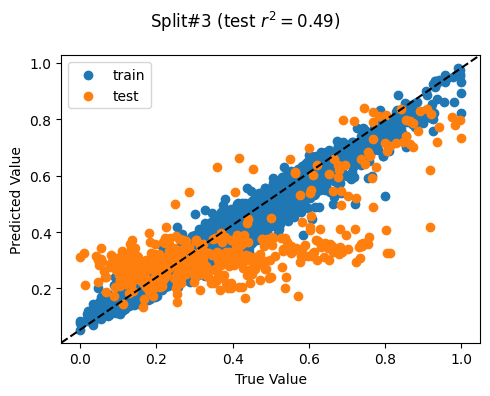 Split#3 (test r² = 0.49)
train
test
Predicted Value
1.0
0.8
0.6
0.4
0.2
0.0 0.2 0.4 0.6 0.8 1.0
True Value